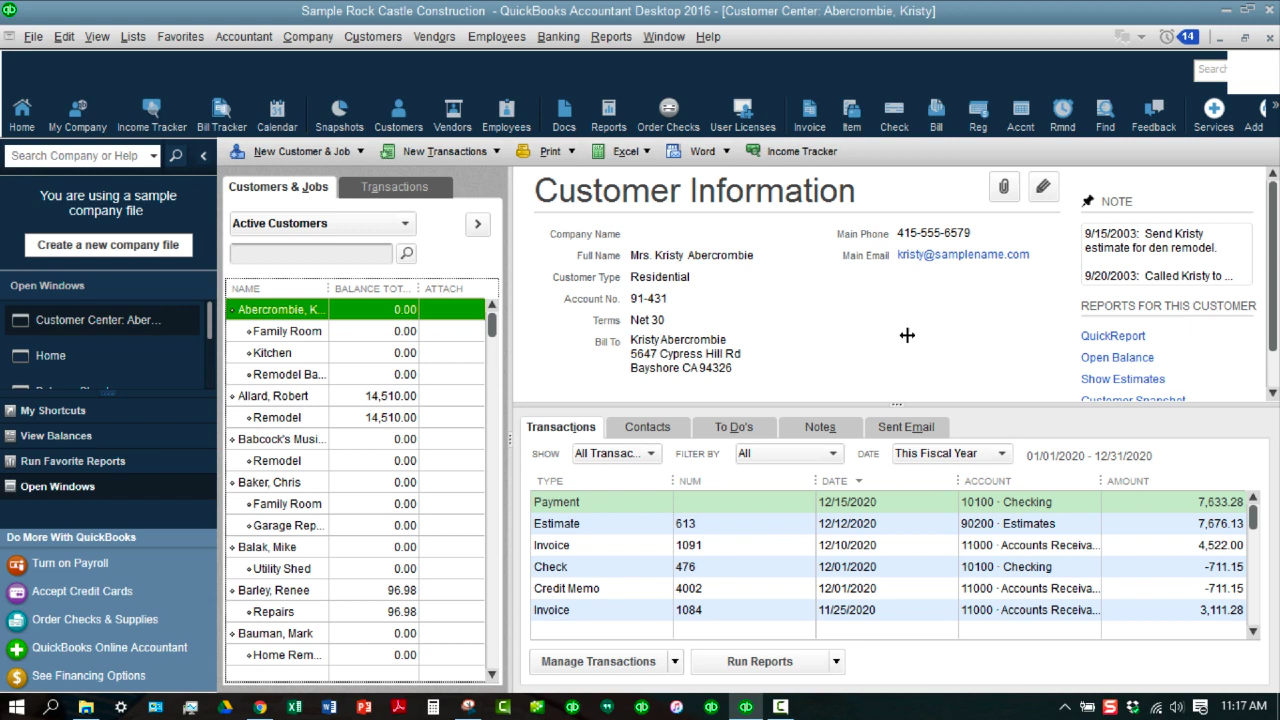 Sample Rock Castle Construction - QuickBooks Accountant Desktop 2016 - [Customer Center: Abercrombie, Kristy]
File Edit View Lists Favorites Accountant Company Customers Vendors Employees Banking Reports Window Help 14
Search
Home My Company Income Tracker Bill Tracker Calendar Snapshots Customers Vendors Employees Docs Reports Order Checks User Licenses Invoice Item Check Bill Reg Accnt Rmnd Find Feedback Services Add
Search Company or Help
You are using a sample
company file
Create a new company file
Open Windows
Customer Center: Aber...
Home
My Shortcuts
View Balances
Run Favorite Reports
Open Windows
Do More With QuickBooks
Turn on Payroll
Accept Credit Cards
Order Checks & Supplies
QuickBooks Online Accountant
See Financing Options
New Customer & Job New Transactions Print Excel Word Income Tracker
Customers & Jobs Transactions
Active Customers
NAME BALANCE TOT... ATTACH
Abercrombie, K... 0.00
Family Room 0.00
Kitchen 0.00
Remodel Ba... 0.00
Allard, Robert 14,510.00
Remodel 14,510.00
Babcock's Musi... 0.00
Remodel 0.00
Baker, Chris 0.00
Family Room 0.00
Garage Rep... 0.00
Balak, Mike 0.00
Utility Shed 0.00
Barley, Renee 96.98
Repairs 96.98
Bauman, Mark 0.00
Home Rem... 0.00
Customer Information
Company Name
Full Name Mrs. Kristy Abercrombie
Customer Type Residential
Account No. 91-431
Terms Net 30
Bill To Kristy Abercrombie
5647 Cypress Hill Rd
Bayshore CA 94326
Main Phone 415-555-6579
Main Email kristy@samplename.com
NOTE
9/15/2003: Send Kristy
estimate for den remodel.
9/20/2003: Called Kristy to ...
REPORTS FOR THIS CUSTOMER
QuickReport
Open Balance
Show Estimates
Customer Snapshot
Transactions Contacts To Do's Notes Sent Email
SHOW All Transac... FILTER BY All DATE This Fiscal Year 01/01/2020 - 12/31/2020
TYPE NUM DATE ACCOUNT AMOUNT
Payment 12/15/2020 10100 · Checking 7,633.28
Estimate 613 12/12/2020 90200 · Estimates 7,676.13
Invoice 1091 12/10/2020 11000 · Accounts Receiva... 4,522.00
Check 476 12/01/2020 10100 · Checking -711.15
Credit Memo 4002 12/01/2020 11000 · Accounts Receiva... -711.15
Invoice 1084 11/25/2020 11000 · Accounts Receiva... 3,111.28
Manage Transactions Run Reports
11:17 AM